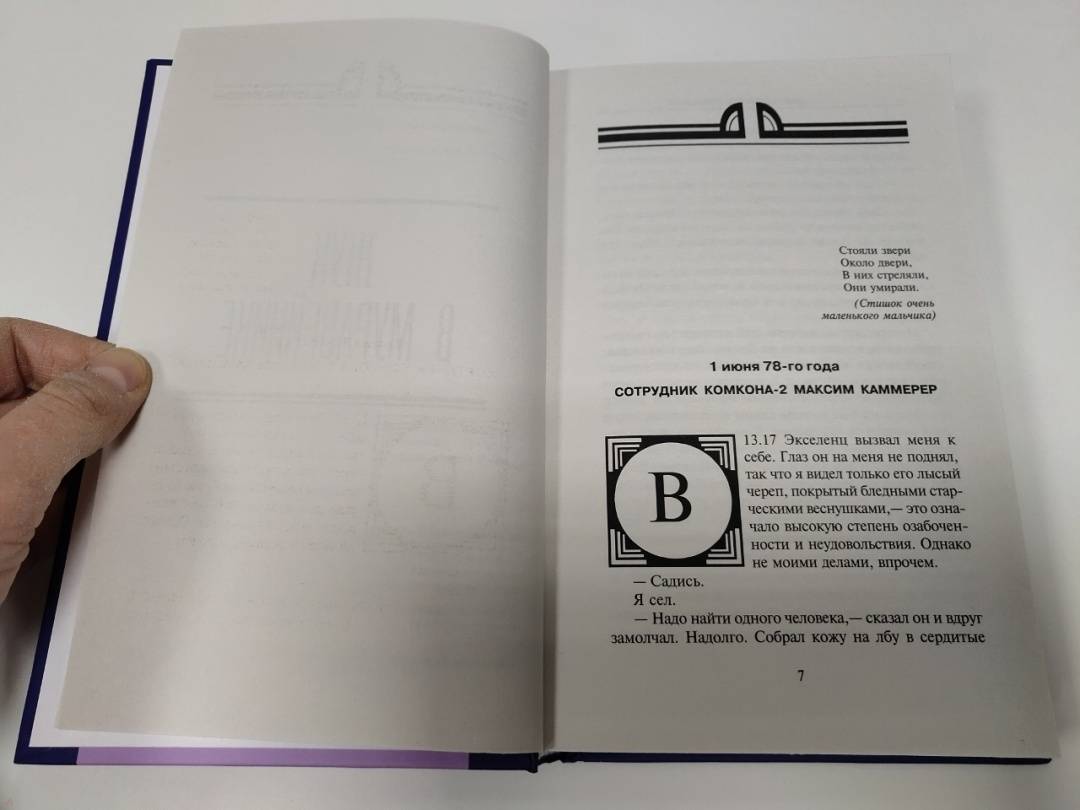 Стояли звери
Около двери,
В них стреляли,
Они умирали.
(Стишок очень
маленького мальчика)
1 июня 78-го года
СОТРУДНИК КОМКОНА-2 МАКСИМ КАММЕРЕР
В 13.17 Экселенц вызвал меня к
себе. Глаз он на меня не поднял,
так что я видел только его лысый
череп, покрытый бледными стар-
ческими веснушками,— это озна-
чало высокую степень озабочен-
ности и неудовольствия. Однако
не моими делами, впрочем.
— Садись.
Я сел.
— Надо найти одного человека,— сказал он и вдруг
замолчал. Надолго. Собрал кожу на лбу в сердитые
7